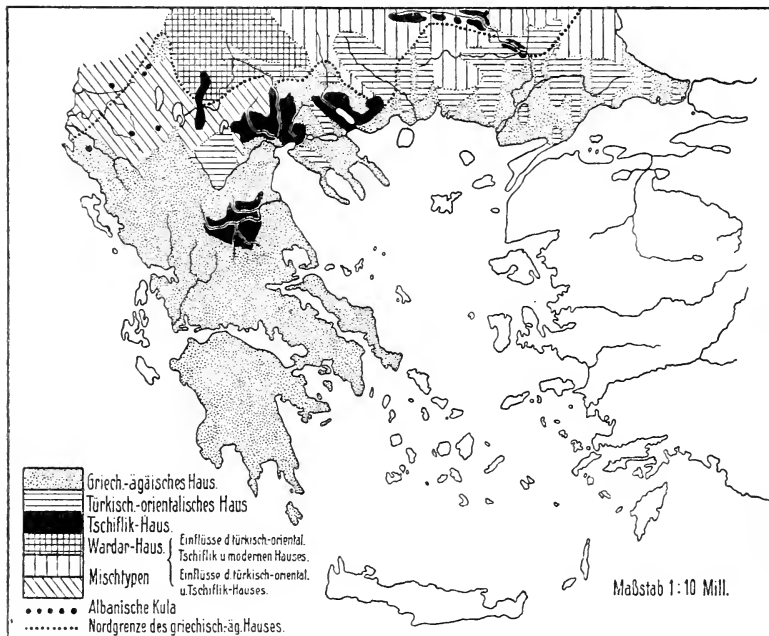 Griech.-ägäisches Haus.
Türkisch.-orientalisches Haus
Tschiflik-Haus.
Wardar-Haus.
Einflüsse d türkisch-oriental.
Tschiflik u modernen Hauses.
Mischtypen
Einflüsse d. türkisch-oriental.
u.Tschiflik-Hauses.
Albanische Kula
Nordgrenze des griechisch-äg.Hauses.
Maßstab 1:10 Mill.